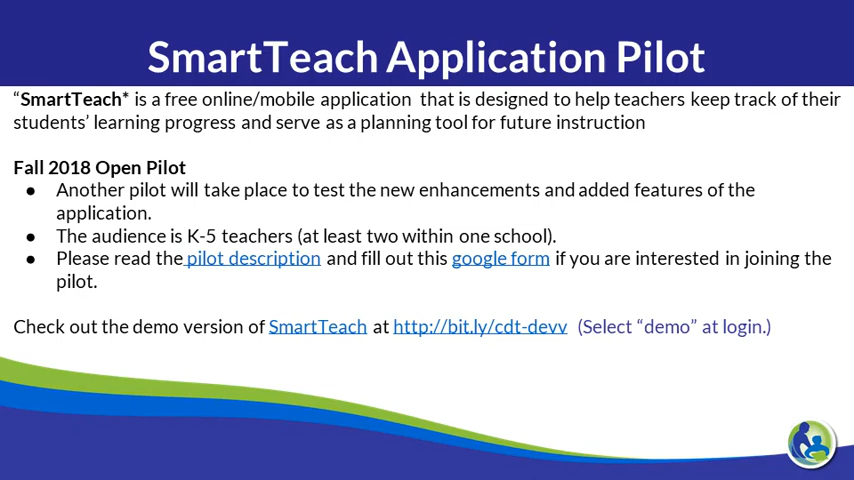 SmartTeach Application Pilot
“SmartTeach* is a free online/mobile application that is designed to help teachers keep track of their
students’ learning progress and serve as a planning tool for future instruction
Fall 2018 Open Pilot
● Another pilot will take place to test the new enhancements and added features of the
application.
● The audience is K-5 teachers (at least two within one school).
● Please read the pilot description and fill out this google form if you are interested in joining the
pilot.
Check out the demo version of SmartTeach at http://bit.ly/cdt-devv (Select “demo” at login.)